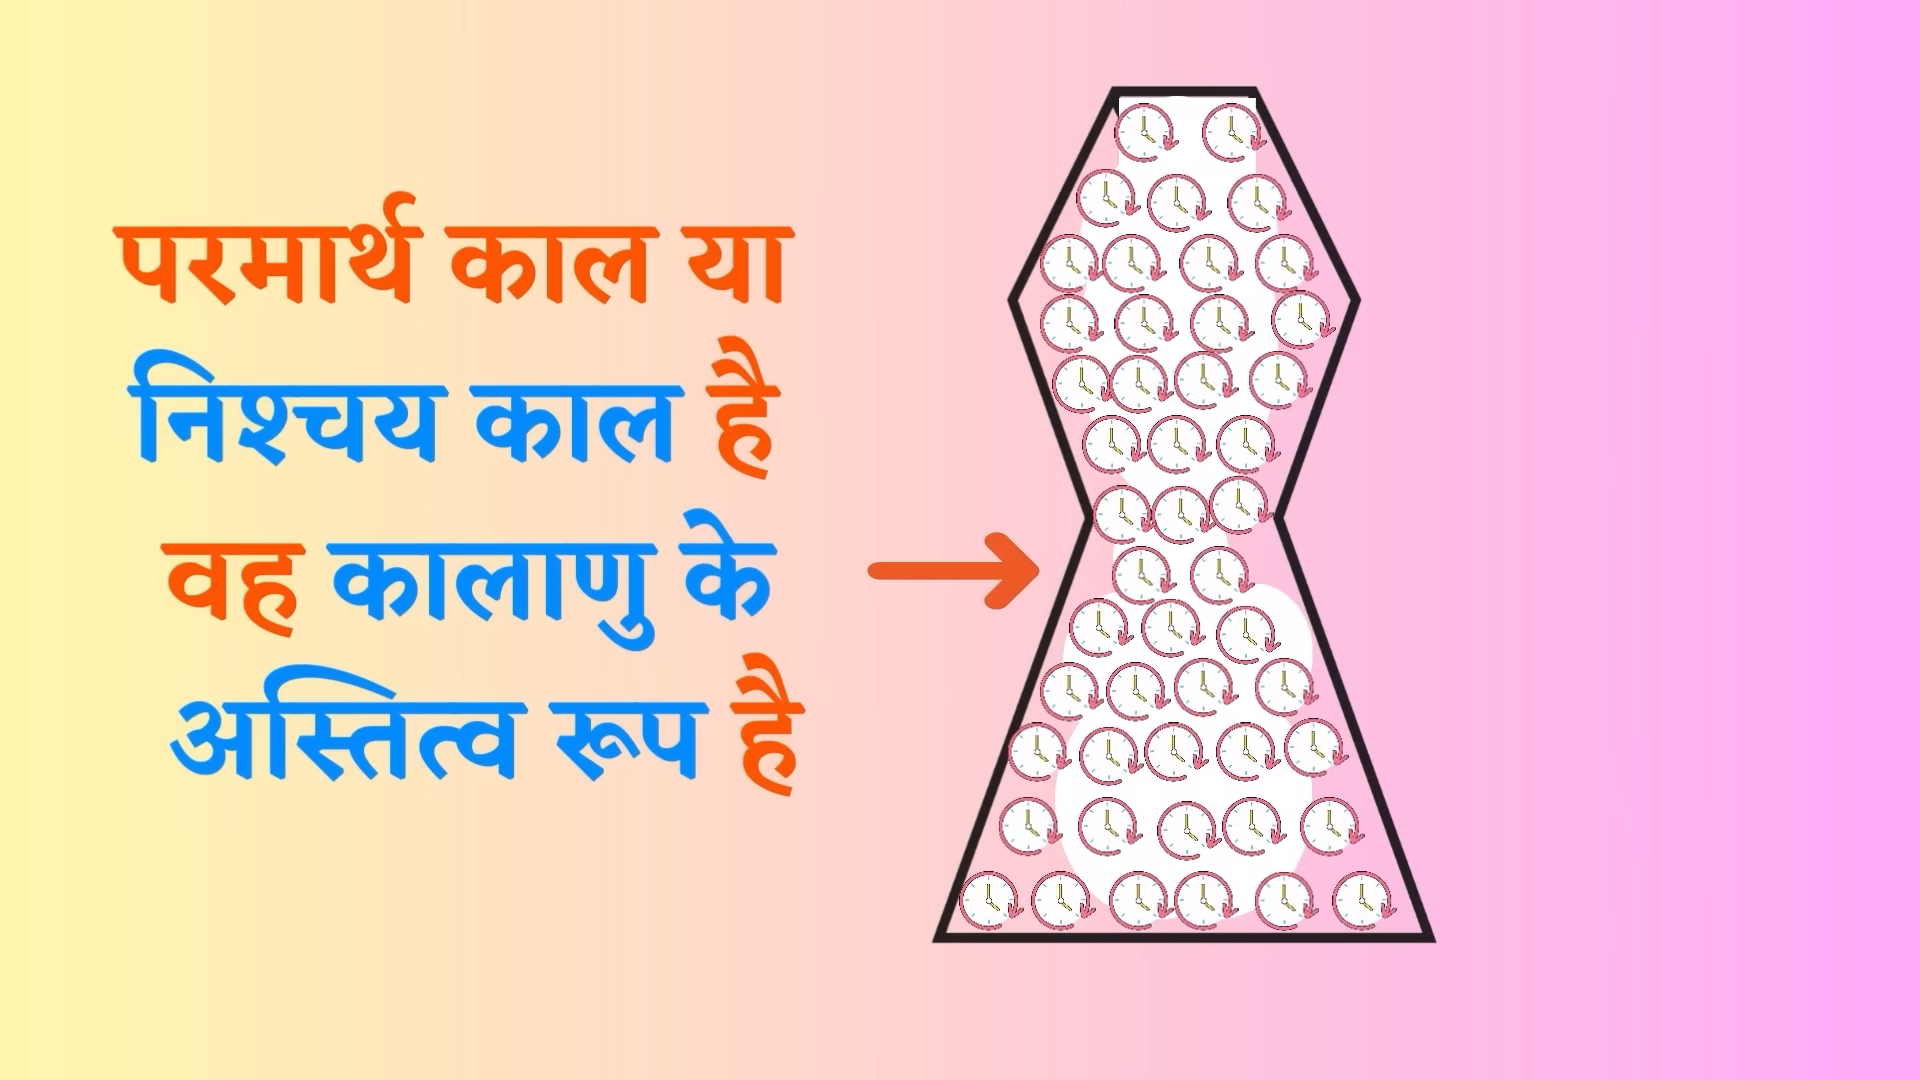 परमार्थ काल या
निश्चय काल है
वह कालाणु के
अस्तित्व रूप है